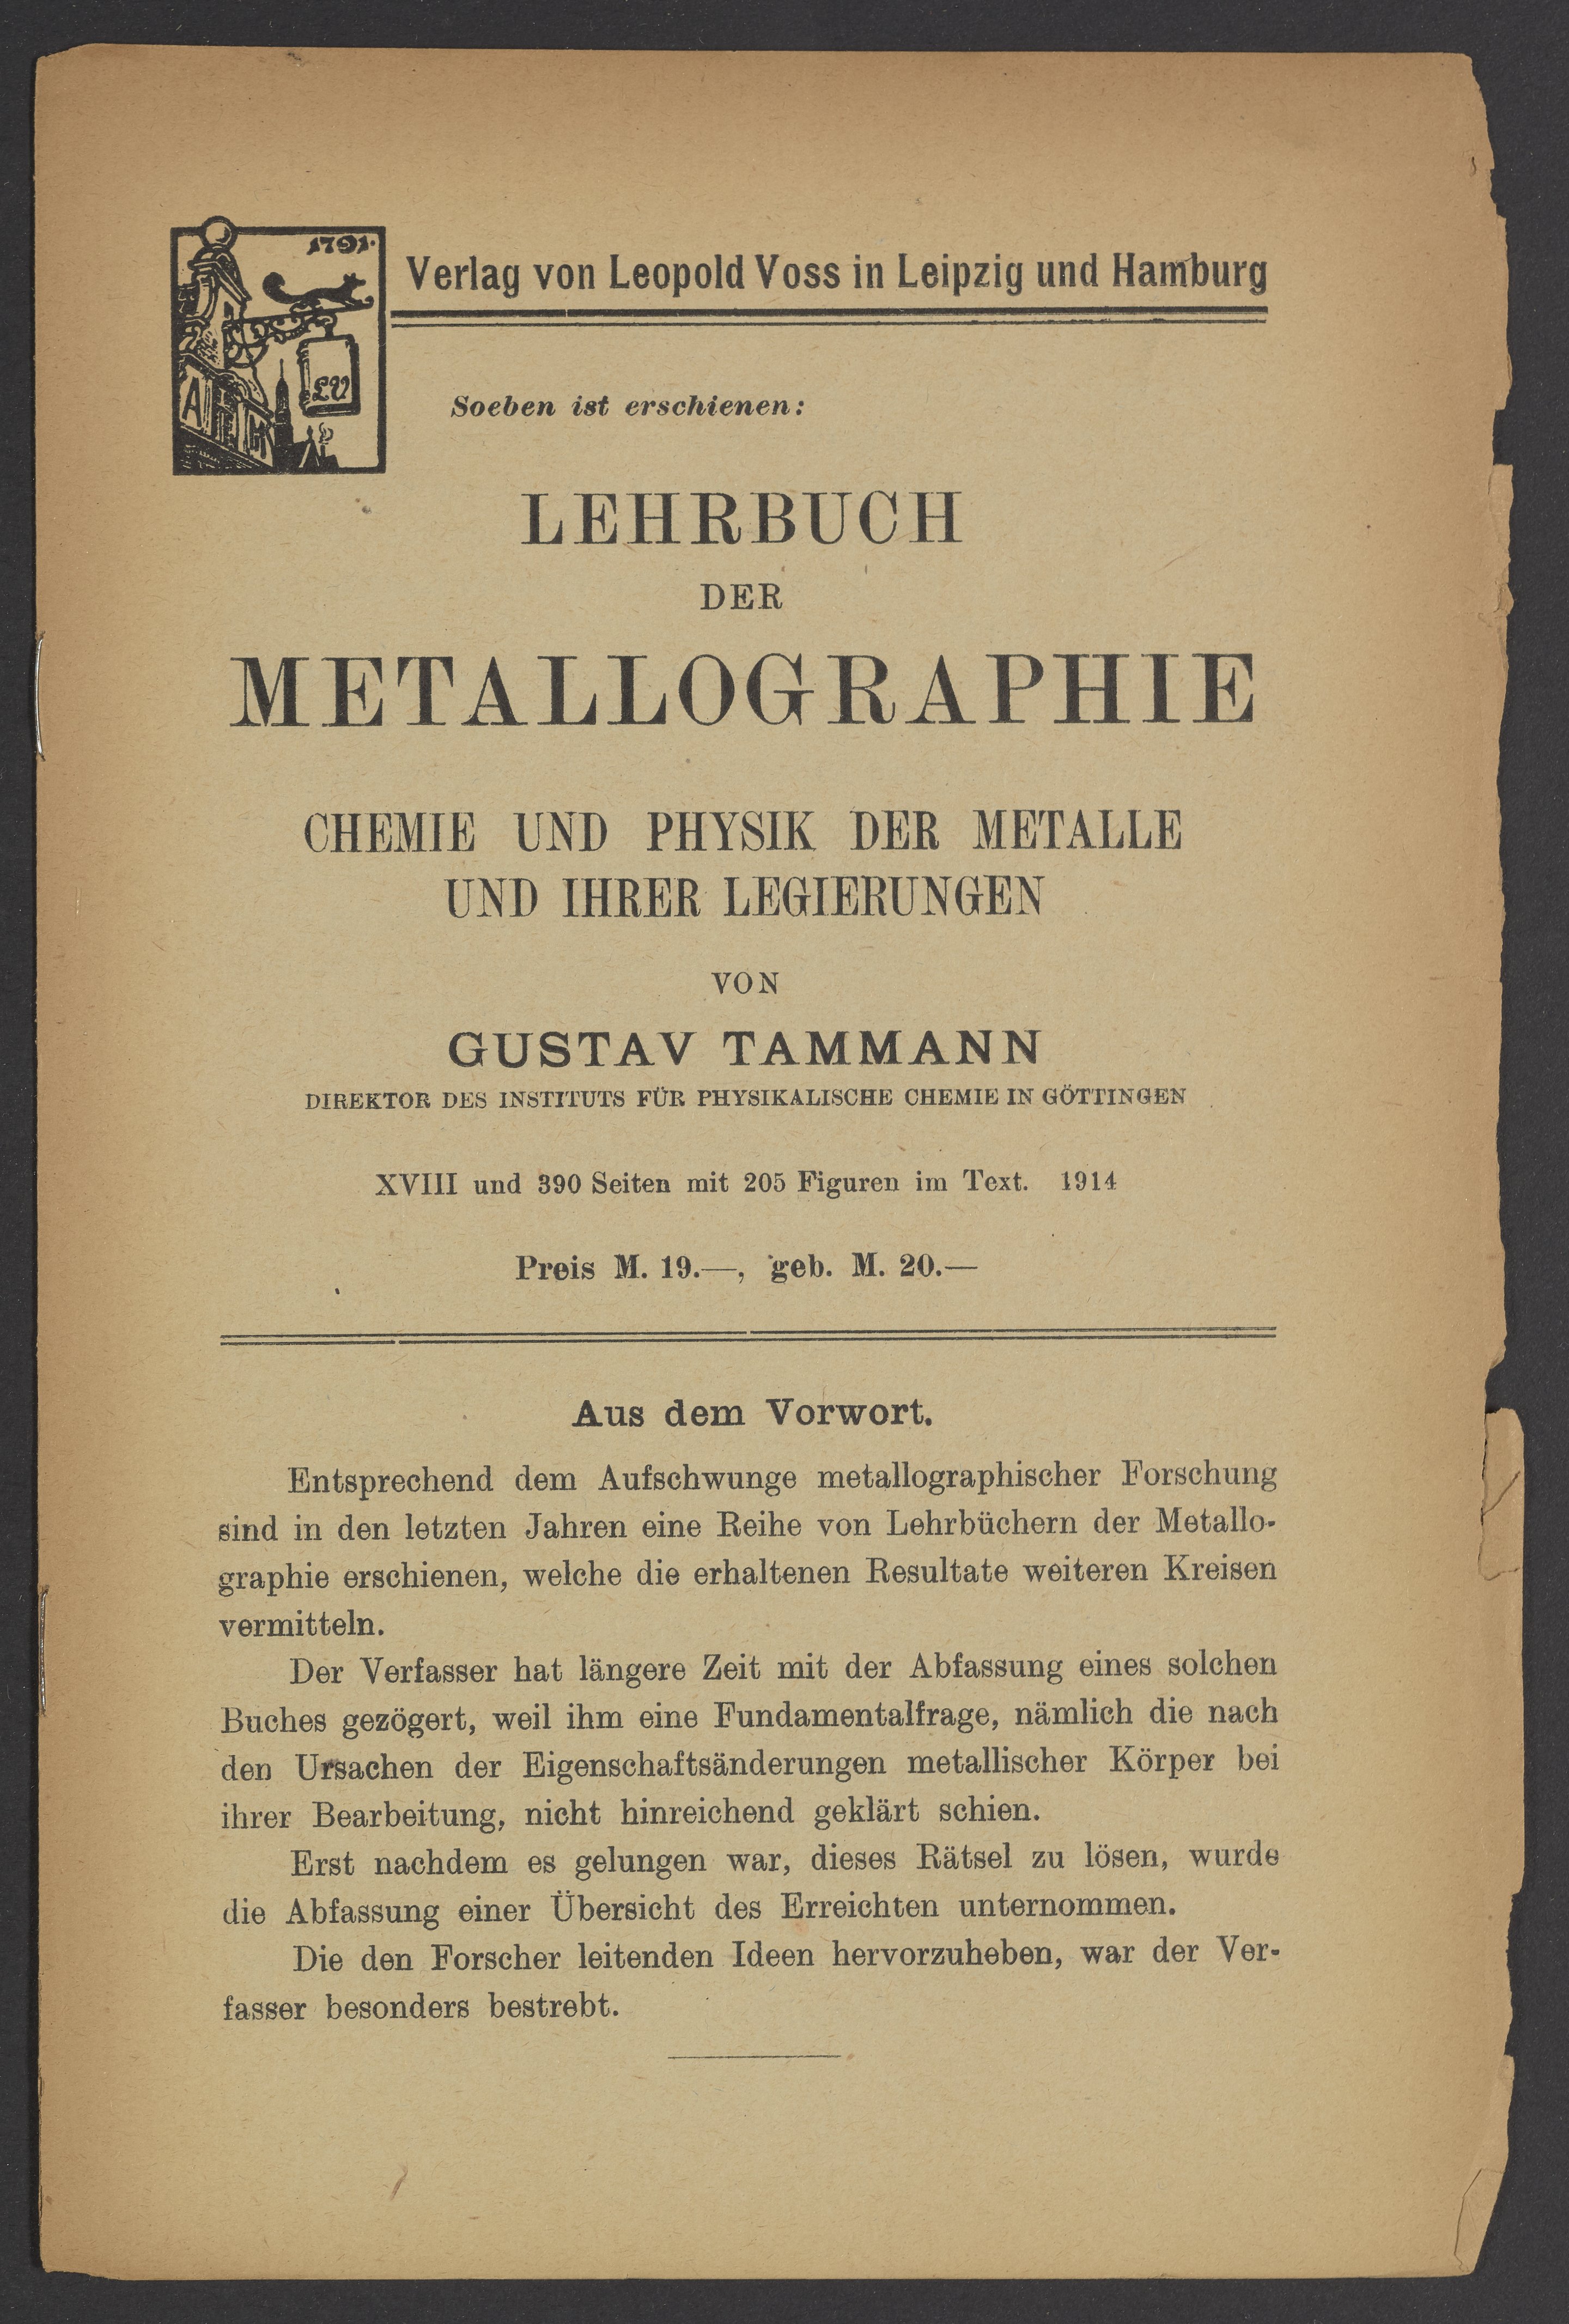 1791.
Verlag von Leopold Voss in Leipzig und Hamburg
LV
Soeben ist erschienen:
LEHRBUCH
DER
METALLOGRAPHIE
CHEMIE UND PHYSIK DER METALLE
UND IHRER LEGIERUNGEN
VON
GUSTAV TAMMANN
DIREKTOR DES INSTITUTS FÜR PHYSIKALISCHE CHEMIE IN GÖTTINGEN
XVIII und 390 Seiten mit 205 Figuren im Text. 1914
Preis M. 19.—, geb. M. 20.—
Aus dem Vorwort.
Entsprechend dem Aufschwunge metallographischer Forschung
sind in den letzten Jahren eine Reihe von Lehrbüchern der Metallo-
graphie erschienen, welche die erhaltenen Resultate weiteren Kreisen
vermitteln.
Der Verfasser hat längere Zeit mit der Abfassung eines solchen
Buches gezögert, weil ihm eine Fundamentalfrage, nämlich die nach
den Ursachen der Eigenschaftsänderungen metallischer Körper bei
ihrer Bearbeitung, nicht hinreichend geklärt schien.
Erst nachdem es gelungen war, dieses Rätsel zu lösen, wurde
die Abfassung einer Übersicht des Erreichten unternommen.
Die den Forscher leitenden Ideen hervorzuheben, war der Ver-
fasser besonders bestrebt.